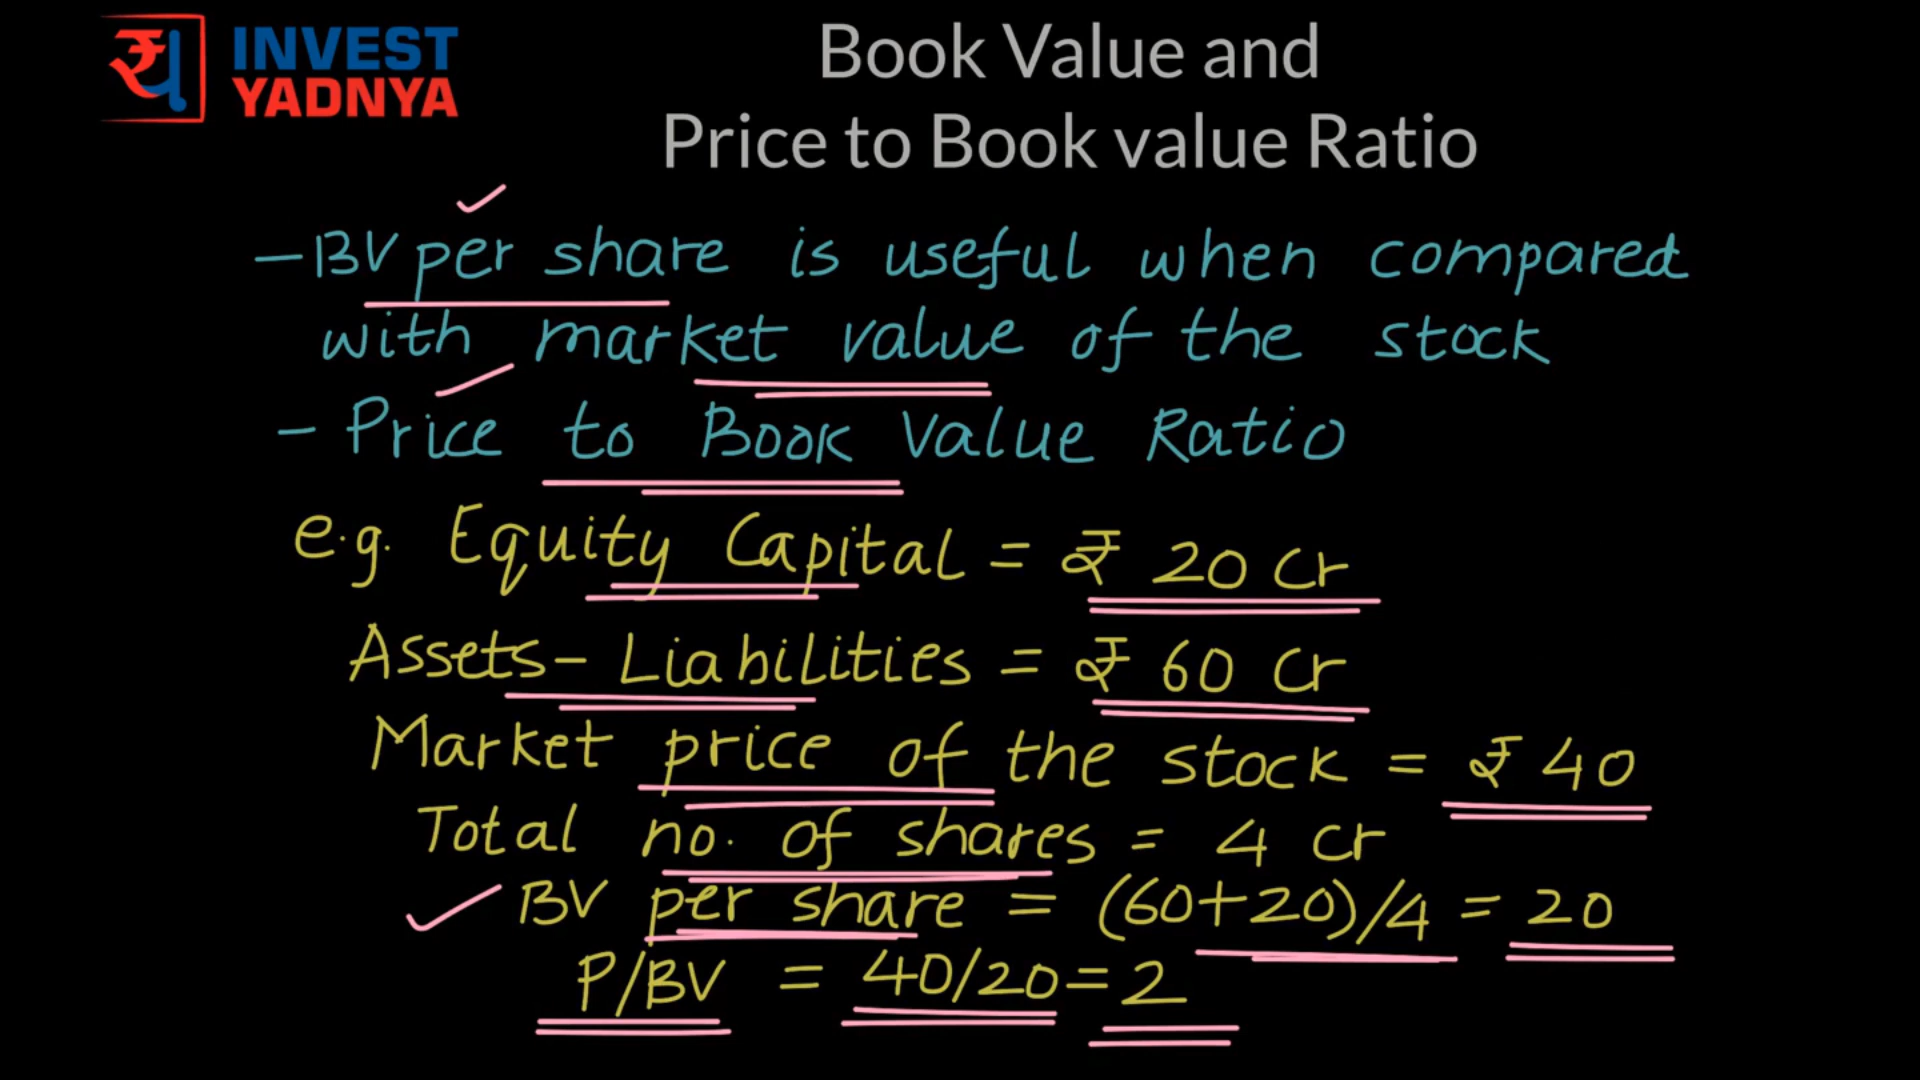 य
INVEST
YADNYA
Book Value and
Price to Book value Ratio
- BV per share is useful when compared
with market value of the stock
- Price to Book Value Ratio
e.g. Equity Capital = ₹ 20 Cr
Assets - Liabilities = ₹ 60 Cr
Market price of the stock = ₹ 40
Total no. of shares = 4 cr
BV per share = (60+20)/4 = 20
P/BV = 40/20 = 2